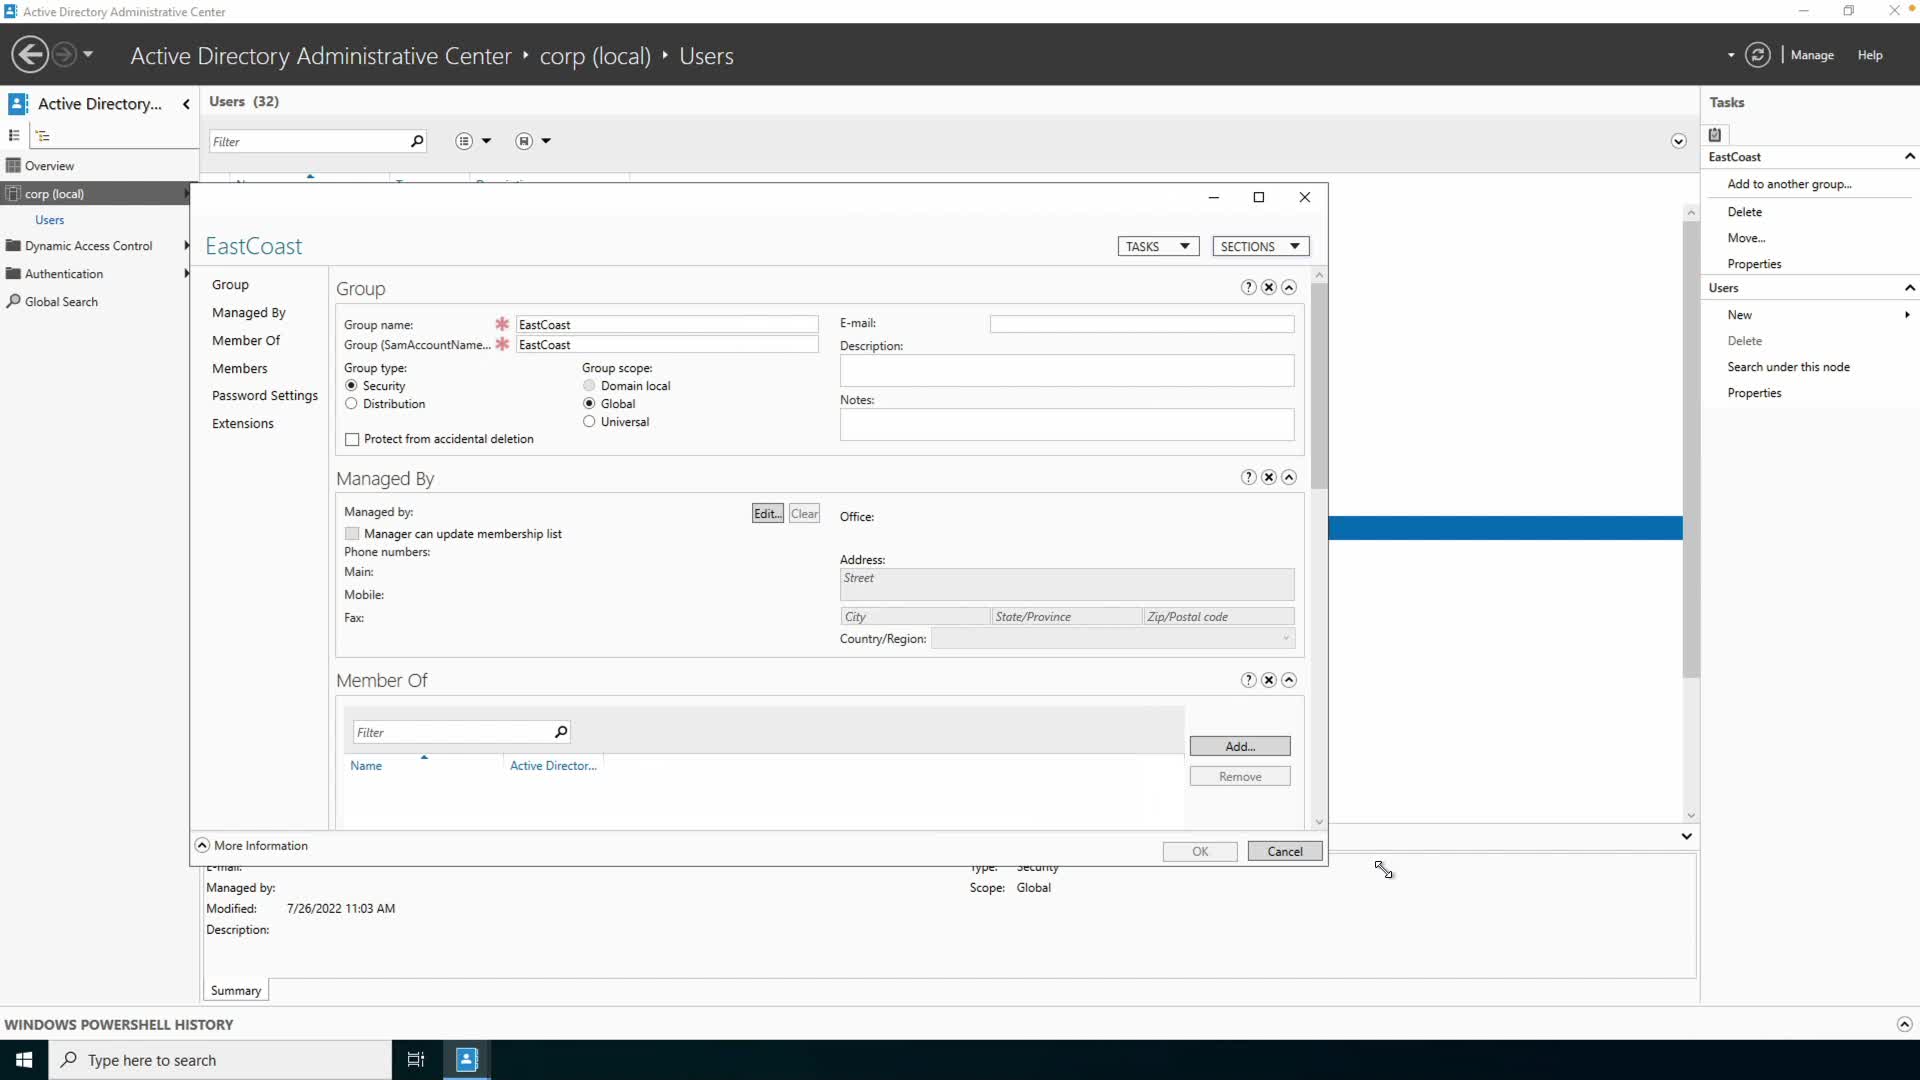 Active Directory Administrative Center
Active Directory Administrative Center corp (local) Users
Manage Help
Active Directory...
Overview
corp (local)
Users
Dynamic Access Control
Authentication
Global Search
Users (32)
Filter
EastCoast
TASKS SECTIONS
Group
Managed By
Member Of
Members
Password Settings
Extensions
Group
Group name: EastCoast
Group (SamAccountName... EastCoast
Group type: Group scope:
Security Domain local
Distribution Global
Universal
Protect from accidental deletion
E-mail:
Description:
Notes:
Managed By
Managed by: Edit... Clear
Manager can update membership list
Phone numbers:
Main:
Mobile:
Fax:
Office:
Address:
Street
City State/Province Zip/Postal code
Country/Region:
Member Of
Filter
Name Active Director...
Add...
Remove
More Information
OK Cancel
E-mail: Type: Security
Managed by: Scope: Global
Modified: 7/26/2022 11:03 AM
Description:
Summary
Tasks
EastCoast
Add to another group...
Delete
Move...
Properties
Users
New
Delete
Search under this node
Properties
WINDOWS POWERSHELL HISTORY
Type here to search